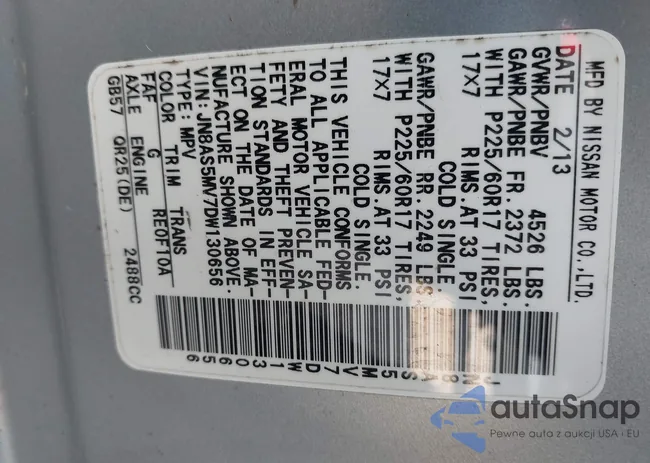 MFD BY NISSAN MOTOR CO.,LTD.
DATE 2/13
GVWR/PNBV 4526 LBS.
GAWR/PNBE FR. 2372 LBS.
WITH P225/60R17 TIRES,
17X7 RIMS. AT 33 PSI
COLD SINGLE.
GAWR/PNBE RR. 2249 LBS.
WITH P225/60R17 TIRES,
17X7 RIMS. AT 33 PSI
COLD SINGLE.
THIS VEHICLE CONFORMS
TO ALL APPLICABLE FED-
ERAL MOTOR VEHICLE SA-
FETY AND THEFT PREVEN-
TION STANDARDS IN EFF-
ECT ON THE DATE OF MA-
NUFACTURE SHOWN ABOVE.
VIN: JN8AS5MV7DW130656
TYPE: MPV
COLOR TRIM TRANS
FAF G RE0F10A
AXLE ENGINE
GB57 QR25(DE) 2488CC
JN8AS5MV7DW130656
autaSnap
Pewne auta z aukcji USA - EU